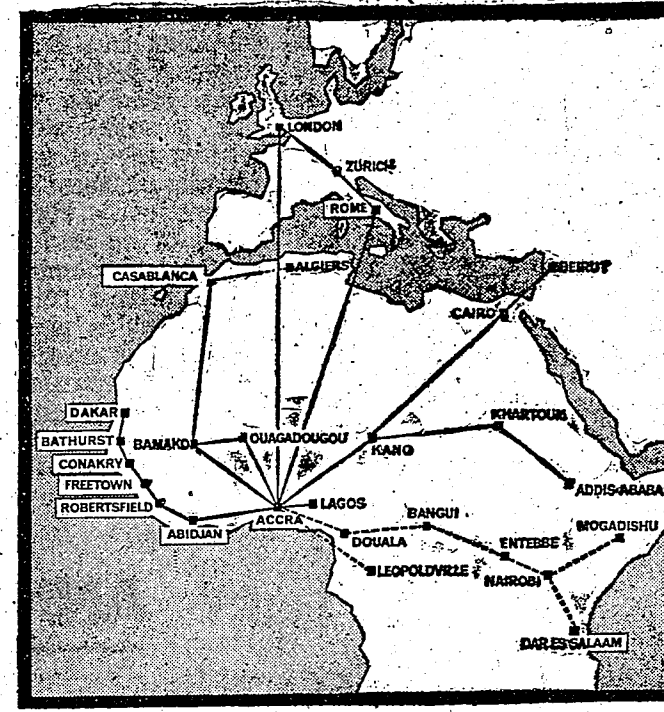 LONDON
ZURICH
ROME
ALGIERS
CASABLANCA
BEIRUT
CAIRO
DAKAR
KHARTOUM
BATHURST
BAMAKO
OUAGADOUGOU
KANO
CONAKRY
FREETOWN
ADDIS-ABABA
ROBERTSFIELD
LAGOS
ACCRA
BANGUI
ABIDJAN
MOGADISHU
DOUALA
ENTEBBE
LEOPOLDVILLE
NAIROBI
DAR ES SALAAM